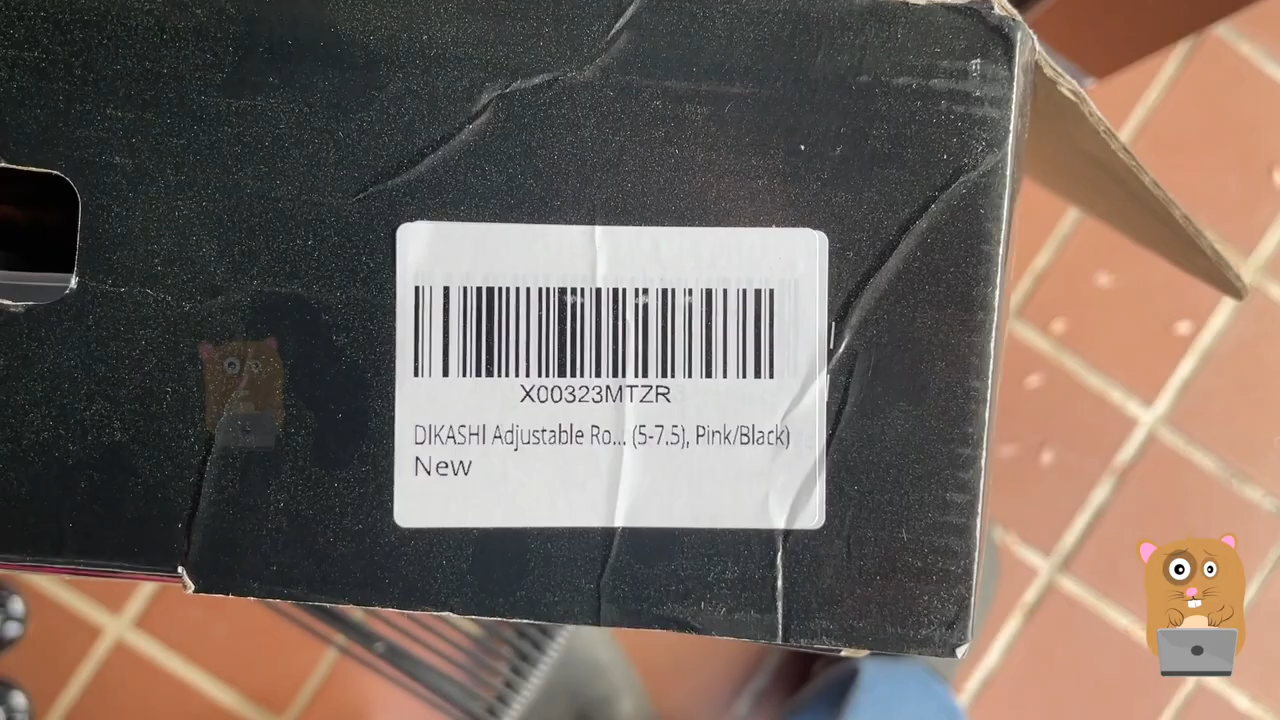 X00323MTZR
DIKASHI Adjustable Ro... (5-7.5), Pink/Black)
New